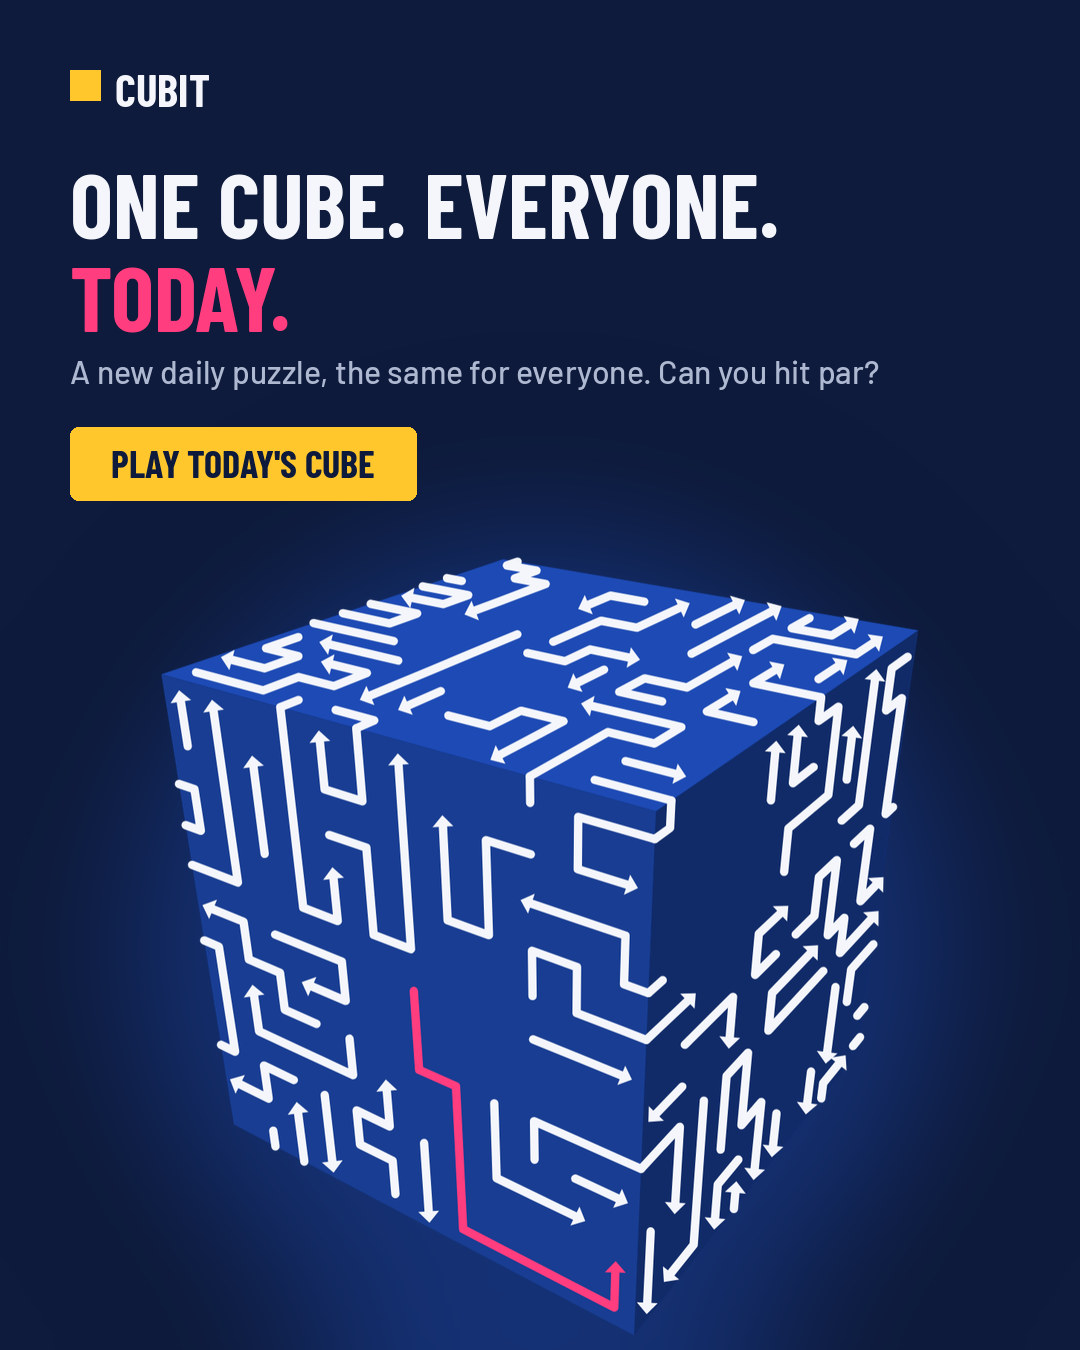 CUBIT
ONE CUBE. EVERYONE.
TODAY.
A new daily puzzle, the same for everyone. Can you hit par?
PLAY TODAY'S CUBE